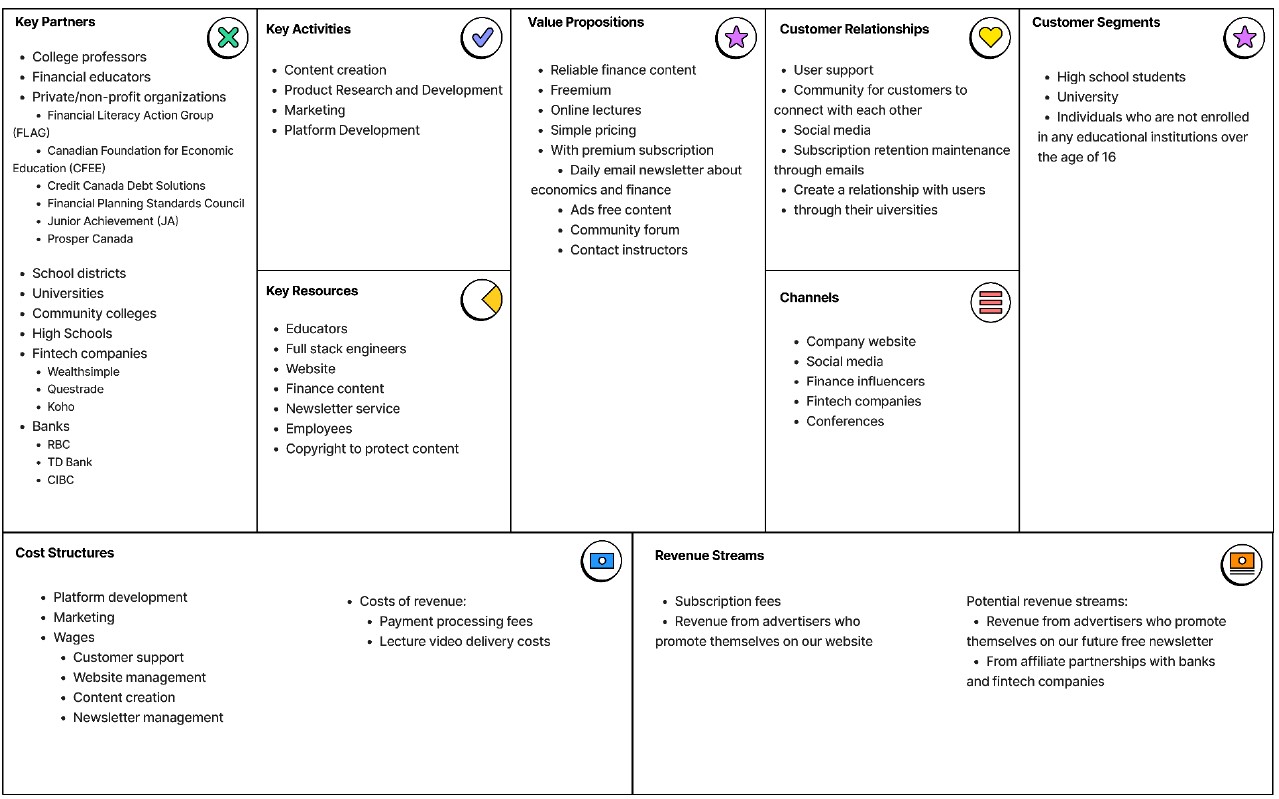 Key Partners
• College professors
• Financial educators
• Private/non-profit organizations
• Financial Literacy Action Group
(FLAG)
• Canadian Foundation for Economic
Education (CFEE)
• Credit Canada Debt Solutions
• Financial Planning Standards Council
• Junior Achievement (JA)
• Prosper Canada
• School districts
• Universities
• Community colleges
• High Schools
• Fintech companies
• Wealthsimple
• Questrade
• Koho
• Banks
• RBC
• TD Bank
• CIBC
Key Activities
• Content creation
• Product Research and Development
• Marketing
• Platform Development
Key Resources
• Educators
• Full stack engineers
• Website
• Finance content
• Newsletter service
• Employees
• Copyright to protect content
Value Propositions
• Reliable finance content
• Freemium
• Online lectures
• Simple pricing
• With premium subscription
• Daily email newsletter about
economics and finance
• Ads free content
• Community forum
• Contact instructors
Customer Relationships
• User support
• Community for customers to
connect with each other
• Social media
• Subscription retention maintenance
through emails
• Create a relationship with users
• through their uiversities
Channels
• Company website
• Social media
• Finance influencers
• Fintech companies
• Conferences
Customer Segments
• High school students
• University
• Individuals who are not enrolled
in any educational institutions over
the age of 16
Cost Structures
• Platform development
• Marketing
• Wages
• Customer support
• Website management
• Content creation
• Newsletter management
• Costs of revenue:
• Payment processing fees
• Lecture video delivery costs
Revenue Streams
• Subscription fees
• Revenue from advertisers who
promote themselves on our website
Potential revenue streams:
• Revenue from advertisers who promote
themselves on our future free newsletter
• From affiliate partnerships with banks
and fintech companies